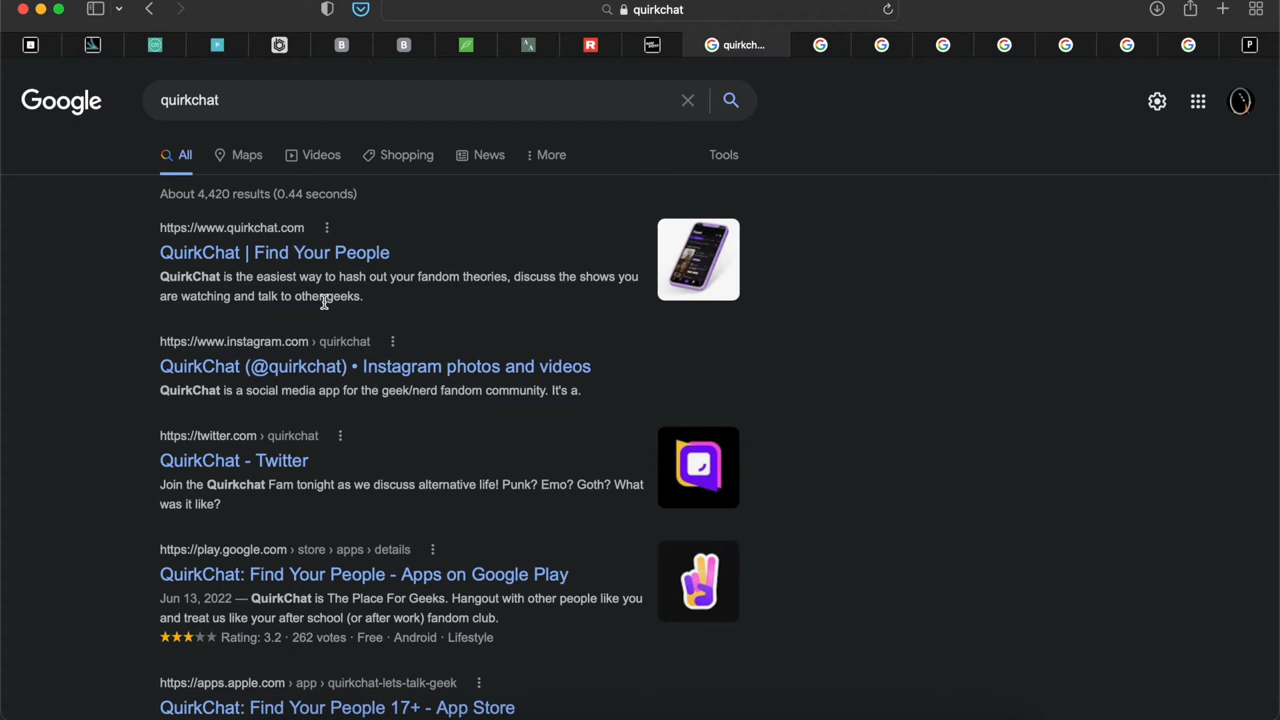 quirkchat
quirkch...
Google
quirkchat
All
Maps
Videos
Shopping
News
More
Tools
About 4,420 results (0.44 seconds)
https://www.quirkchat.com
QuirkChat | Find Your People
QuirkChat is the easiest way to hash out your fandom theories, discuss the shows you
are watching and talk to other geeks.
https://www.instagram.com › quirkchat
QuirkChat (@quirkchat) • Instagram photos and videos
QuirkChat is a social media app for the geek/nerd fandom community. It's a.
https://twitter.com › quirkchat
QuirkChat - Twitter
Join the Quirkchat Fam tonight as we discuss alternative life! Punk? Emo? Goth? What
was it like?
https://play.google.com › store › apps › details
QuirkChat: Find Your People - Apps on Google Play
Jun 13, 2022 — QuirkChat is The Place For Geeks. Hangout with other people like you
and treat us like your after school (or after work) fandom club.
Rating: 3.2 · 262 votes · Free · Android · Lifestyle
https://apps.apple.com › app › quirkchat-lets-talk-geek
QuirkChat: Find Your People 17+ - App Store